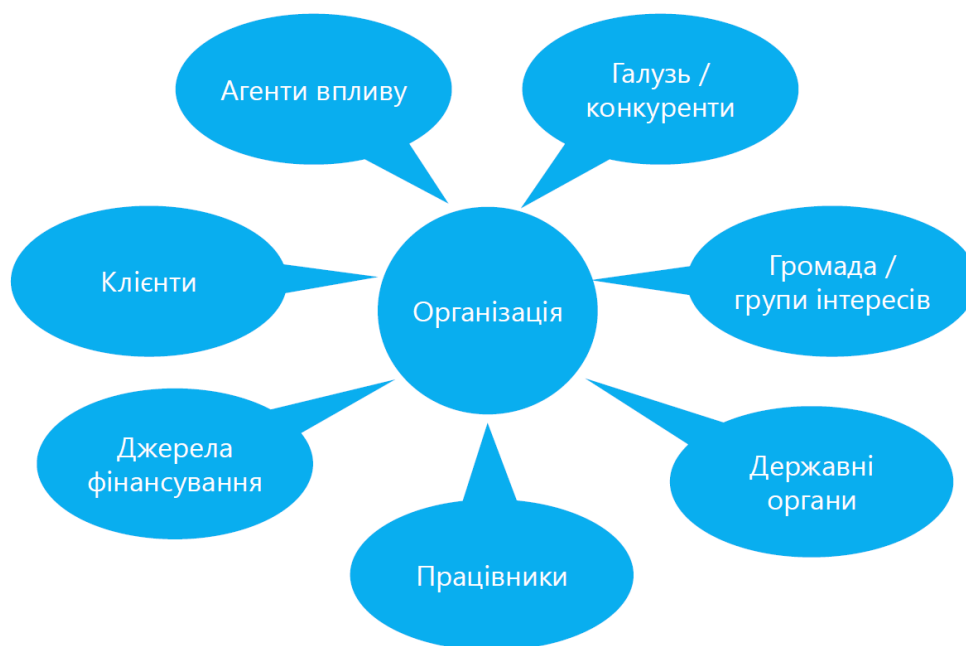 Агенти впливу
Галузь /
конкуренти
Клієнти
Організація
Громада /
групи інтересів
Джерела
фінансування
Державні
органи
Працівники